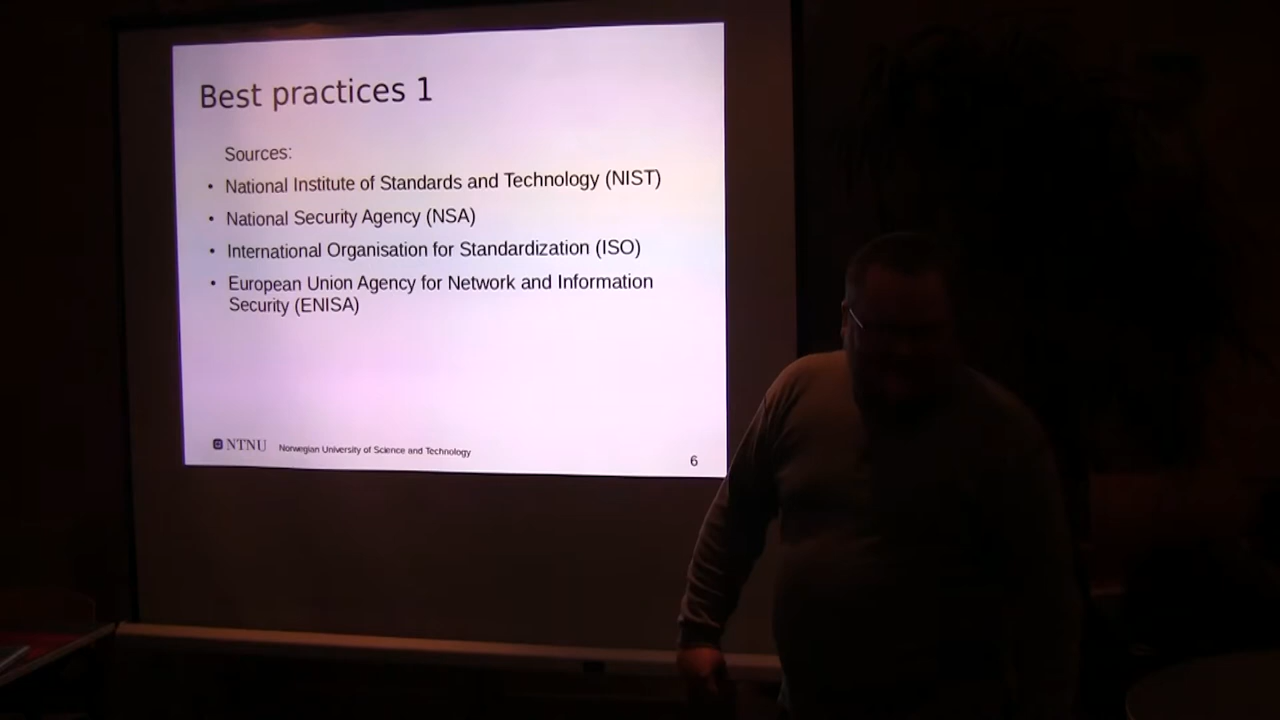 Best practices 1
Sources:
• National Institute of Standards and Technology (NIST)
• National Security Agency (NSA)
• International Organisation for Standardization (ISO)
• European Union Agency for Network and Information
Security (ENISA)
NTNU Norwegian University of Science and Technology
6